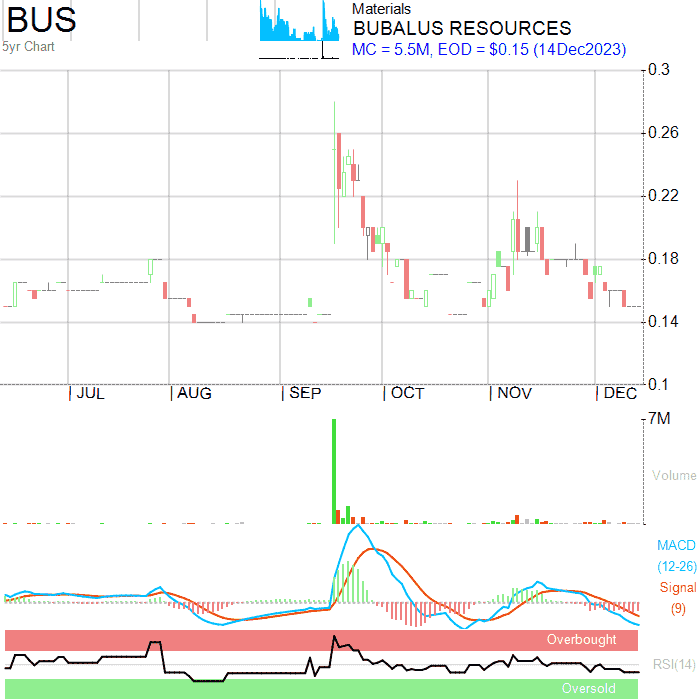 BUS
5yr Chart
Materials
BUBALUS RESOURCES
MC = 5.5M, EOD = $0.15 (14Dec2023)
0.3
0.26
0.22
0.18
0.14
0.1
JUL AUG SEP OCT NOV DEC
7M
Volume
MACD
(12-26)
Signal
(9)
Overbought
RSI(14)
Oversold